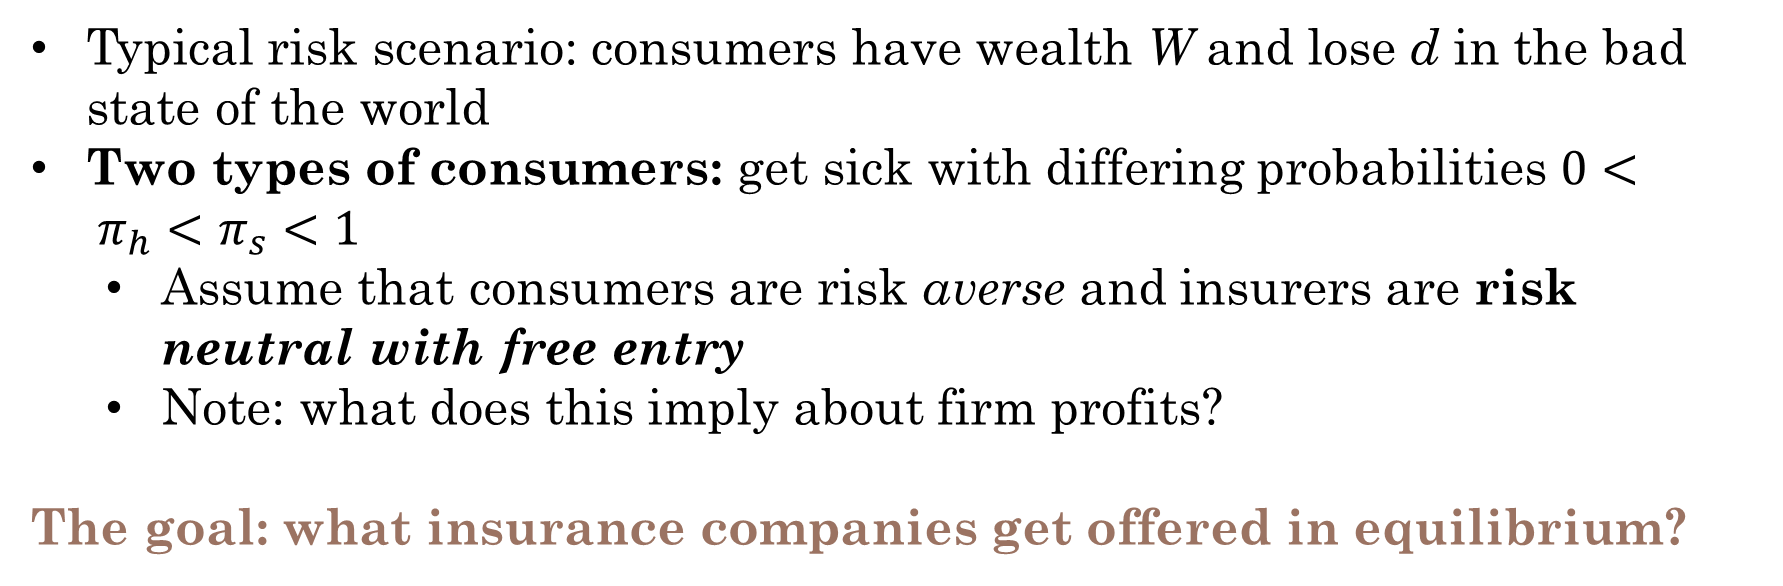 • Typical risk scenario: consumers have wealth W and lose d in the bad
state of the world
• Two types of consumers: get sick with differing probabilities 0 <
π_h < π_s < 1
• Assume that consumers are risk averse and insurers are risk
neutral with free entry
• Note: what does this imply about firm profits?
The goal: what insurance companies get offered in equilibrium?